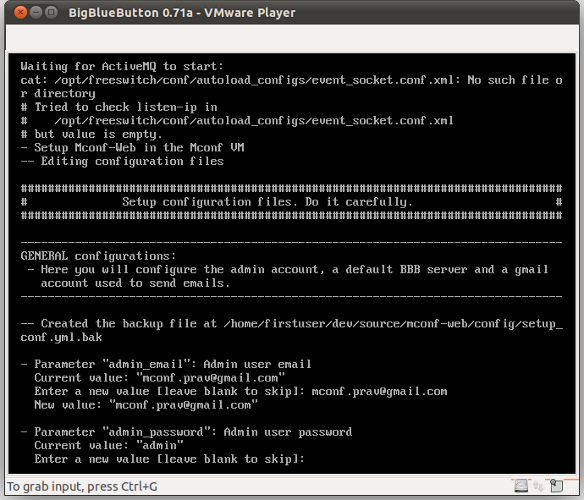 BigBlueButton 0.71a - VMware Player
Waiting for ActiveMQ to start:
cat: /opt/freeswitch/conf/autoload_configs/event_socket.conf.xml: No such file o
r directory
# Tried to check listen-ip in
#     /opt/freeswitch/conf/autoload_configs/event_socket.conf.xml
# but value is empty.
- Setup Mconf-Web in the Mconf VM
-- Editing configuration files
################################################################################
#              Setup configuration files. Do it carefully.                     #
################################################################################
--------------------------------------------------------------------------------
GENERAL configurations:
 - Here you will configure the admin account, a default BBB server and a gmail
   account used to send emails.
--------------------------------------------------------------------------------
-- Created the backup file at /home/firstuser/dev/source/mconf-web/config/setup_
conf.yml.bak
- Parameter "admin_email": Admin user email
  Current value: "mconf.prav@gmail.com"
  Enter a new value [leave blank to skip]: mconf.prav@gmail.com
  New value: "mconf.prav@gmail.com"
- Parameter "admin_password": Admin user password
  Current value: "admin"
  Enter a new value [leave blank to skip]:
To grab input, press Ctrl+G